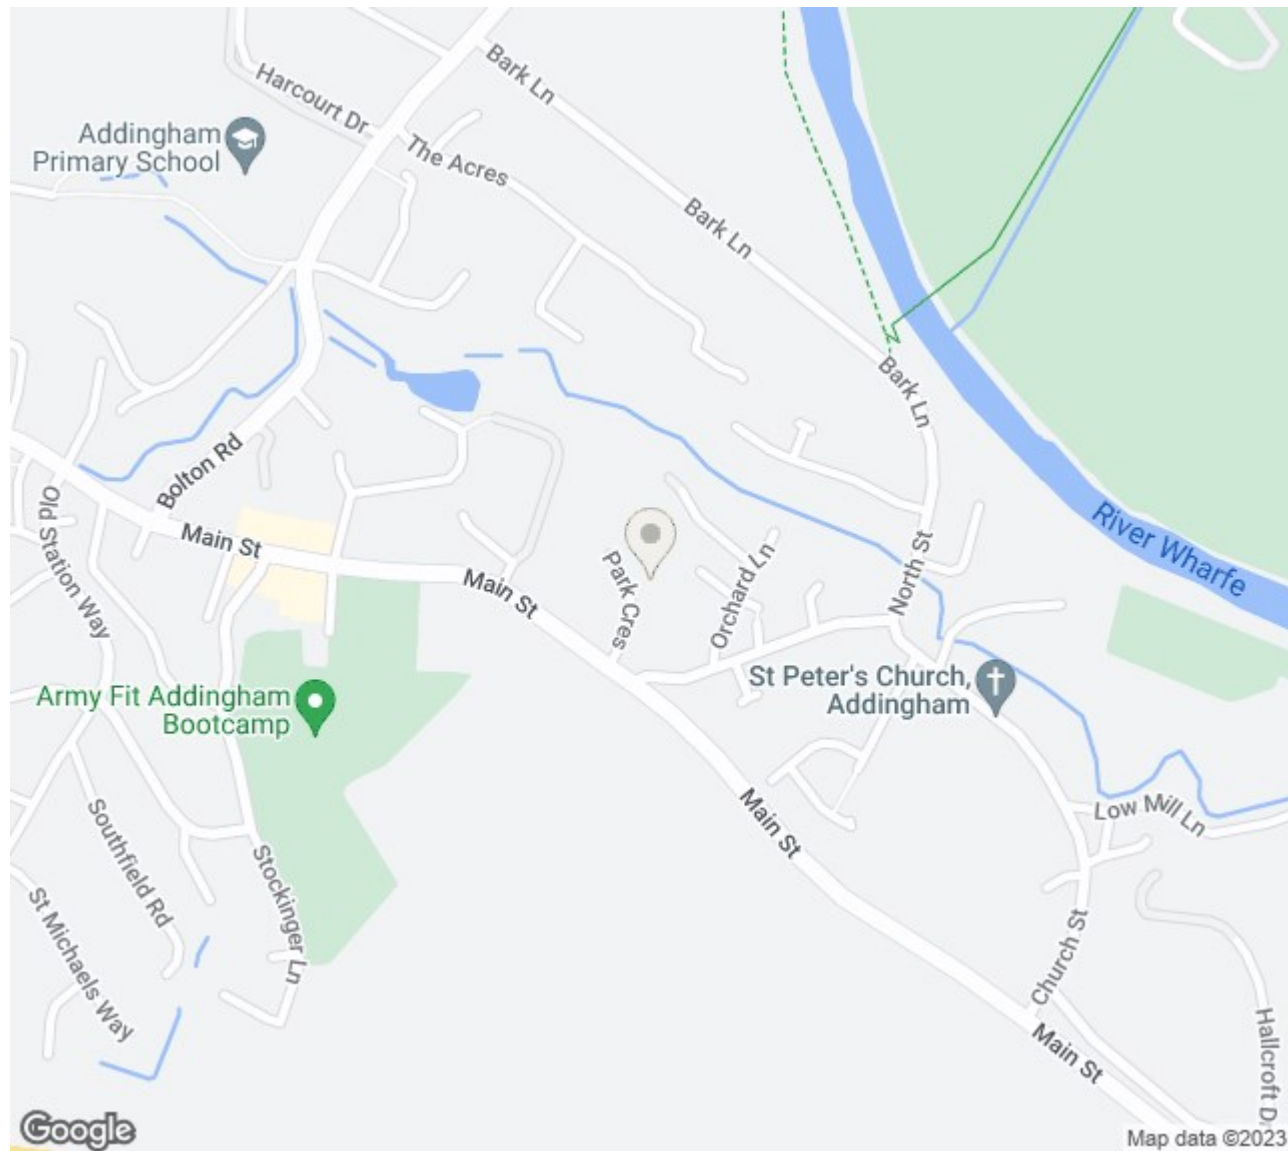 Bark Ln
Harcourt Dr
Addingham
Primary School
The Acres
Bark Ln
Bark Ln
Bolton Rd
Old Station Way
Main St
River Wharfe
Main St
Park Cres
Orchard Ln
North St
St Peter's Church,
Addingham
Army Fit Addingham
Bootcamp
Main St
Low Mill Ln
Southfield Rd
Stockinger Ln
St Michaels Way
Church St
Hallcroft Dr
Main St
Google
Map data ©2023